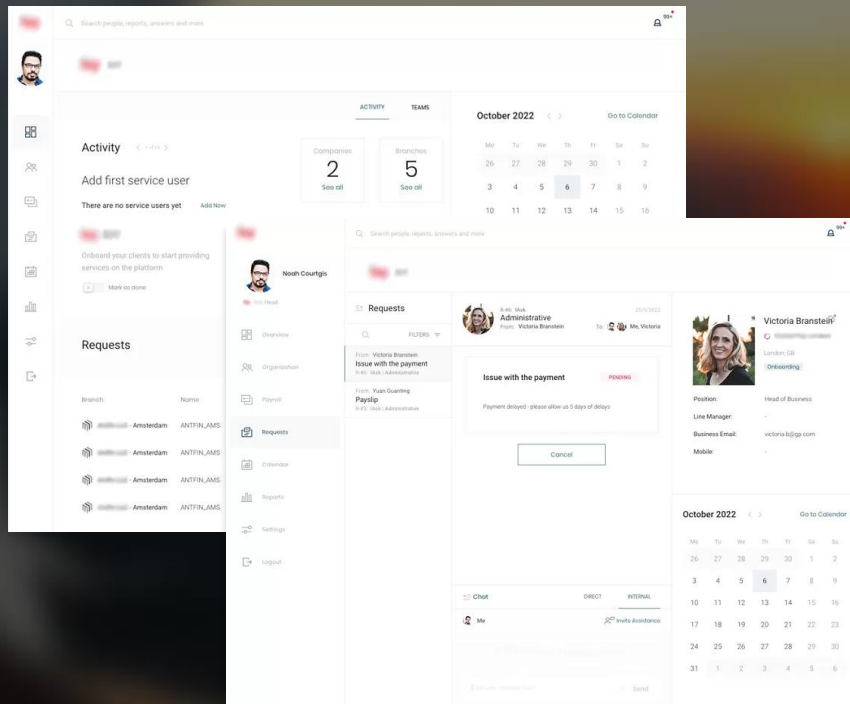 Search people, reports, answers and more
99+
ACTIVITY
TEAMS
Activity
Add first service user
There are no service users yet
Add Now
Onboard your clients to start providing
services on the platform
Mark as done
Companies
2
See all
Branches
5
See all
October 2022
Go to Calendar
Mo Tu We Th Fr Sa Su
26 27 28 29 30 1 2
3 4 5 6 7 8 9
10 11 12 13 14 15 16
Requests
Branch
Name
- Amsterdam
ANTFIN_AMS
- Amsterdam
ANTFIN_AMS
- Amsterdam
ANTFIN_AMS
- Amsterdam
ANTFIN_AMS
Search people, reports, answers and more
99+
Noah Courtgis
Head
Overview
Organization
Payroll
Requests
Calendar
Reports
Settings
Logout
Requests
FILTERS
From: Victoria Branstein
Issue with the payment
Administrative
From: Yuan Guanting
Payslip
Administrative
Administrative
From: Victoria Branstein
To:
Me, Victoria
Issue with the payment
PENDING
Payment delayed - please allow us 5 days of delays
Cancel
Chat
DIRECT
INTERNAL
Me
Invite Assistance
Send
Victoria Branstein
London, GB
Onboarding
Position:
Head of Business
Line Manager:
-
Business Email:
victoria.b@gp.com
Mobile:
-
October 2022
Go to Calendar
Mo Tu We Th Fr Sa Su
26 27 28 29 30 1 2
3 4 5 6 7 8 9
10 11 12 13 14 15 16
17 18 19 20 21 22 23
24 25 26 27 28 29 30
31 1 2 3 4 5 6